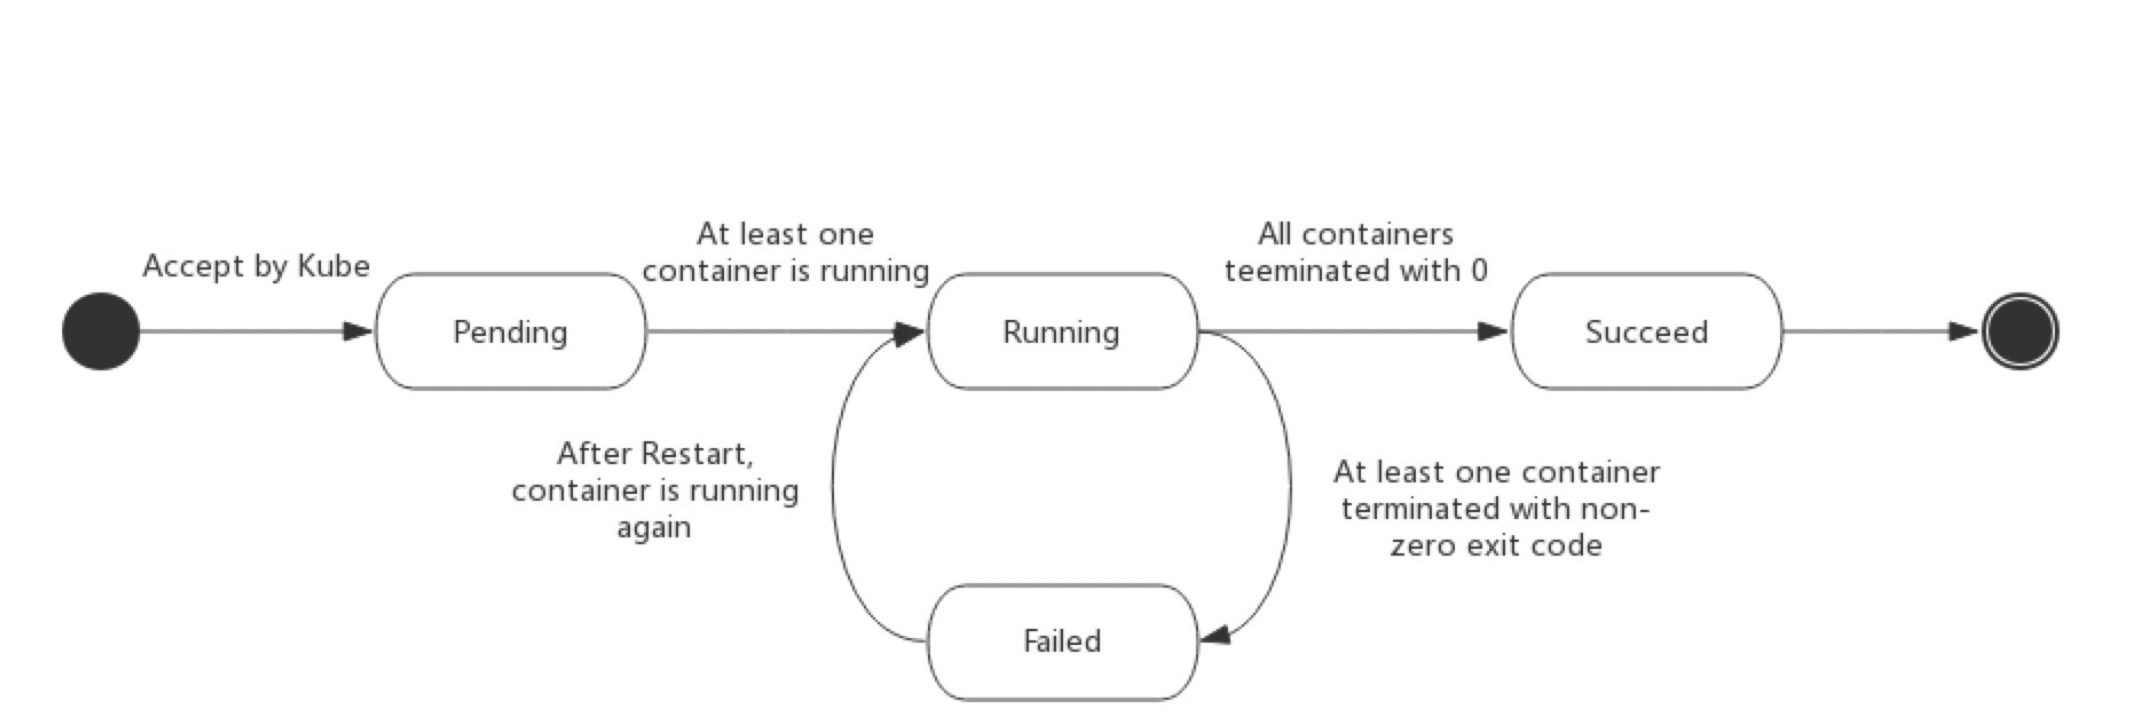 Accept by Kube
Pending
At least one
container is running
Running
All containers
teeminated with 0
Succeed
After Restart,
container is running
again
At least one container
terminated with non-
zero exit code
Failed